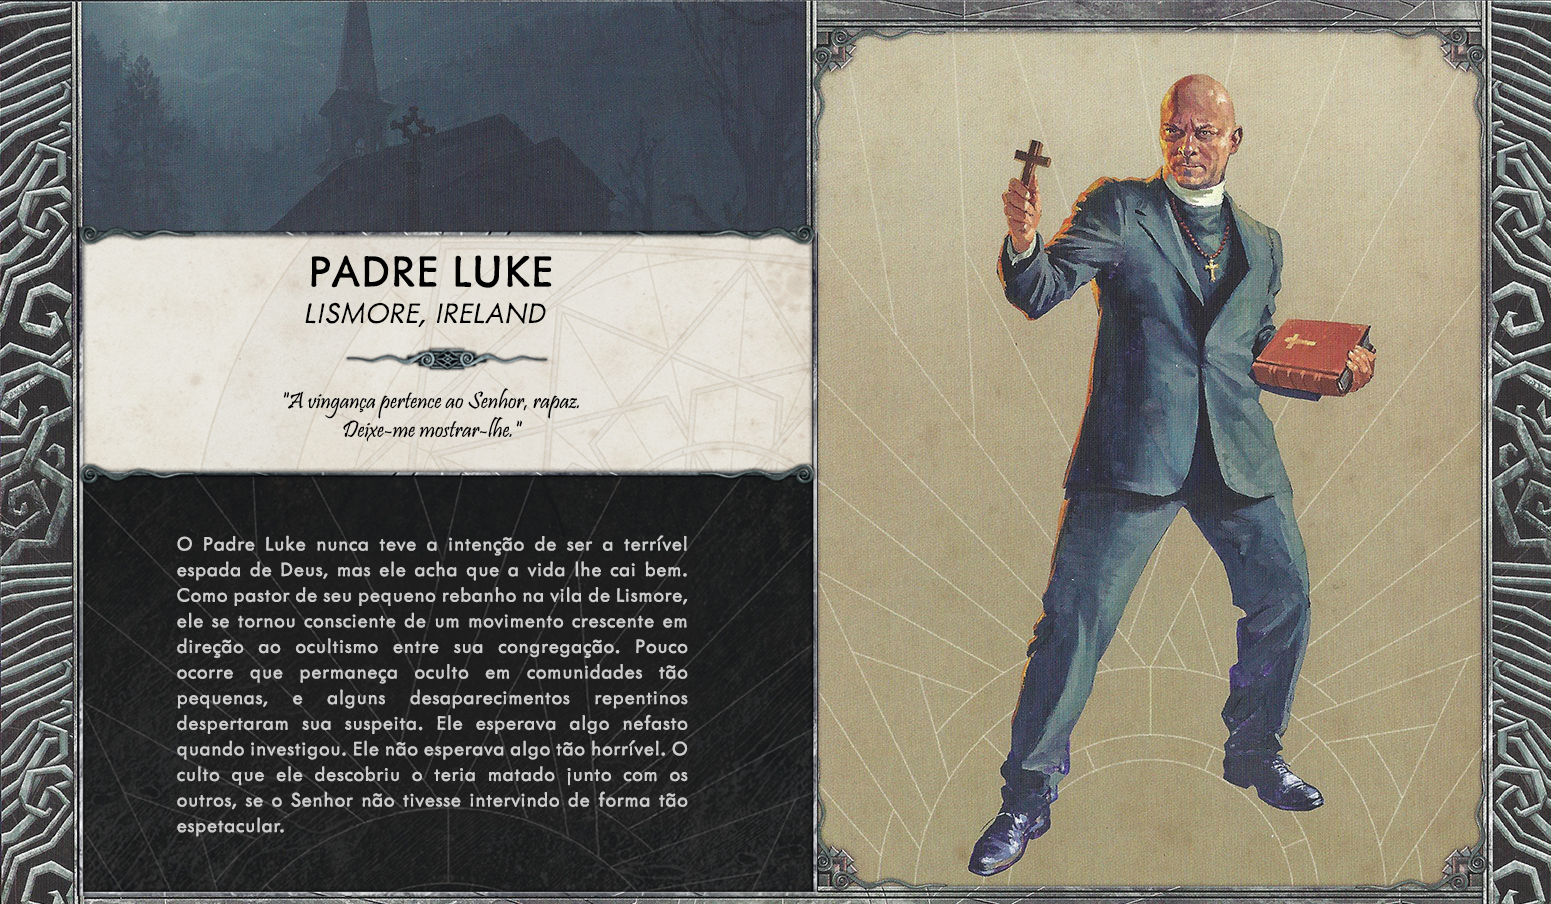 PADRE LUKE
LISMORE, IRELAND
"A vingança pertence ao Senhor, rapaz.
Deixe-me mostrar-lhe."
O Padre Luke nunca teve a intenção de ser a terrível
espada de Deus, mas ele acha que a vida lhe cai bem.
Como pastor de seu pequeno rebanho na vila de Lismore,
ele se tornou consciente de um movimento crescente em
direção ao ocultismo entre sua congregação. Pouco
ocorre que permaneça oculto em comunidades tão
pequenas, e alguns desaparecimentos repentinos
despertaram sua suspeita. Ele esperava algo nefasto
quando investigou. Ele não esperava algo tão horrível. O
culto que ele descobriu o teria matado junto com os
outros, se o Senhor não tivesse intervindo de forma tão
espetacular.